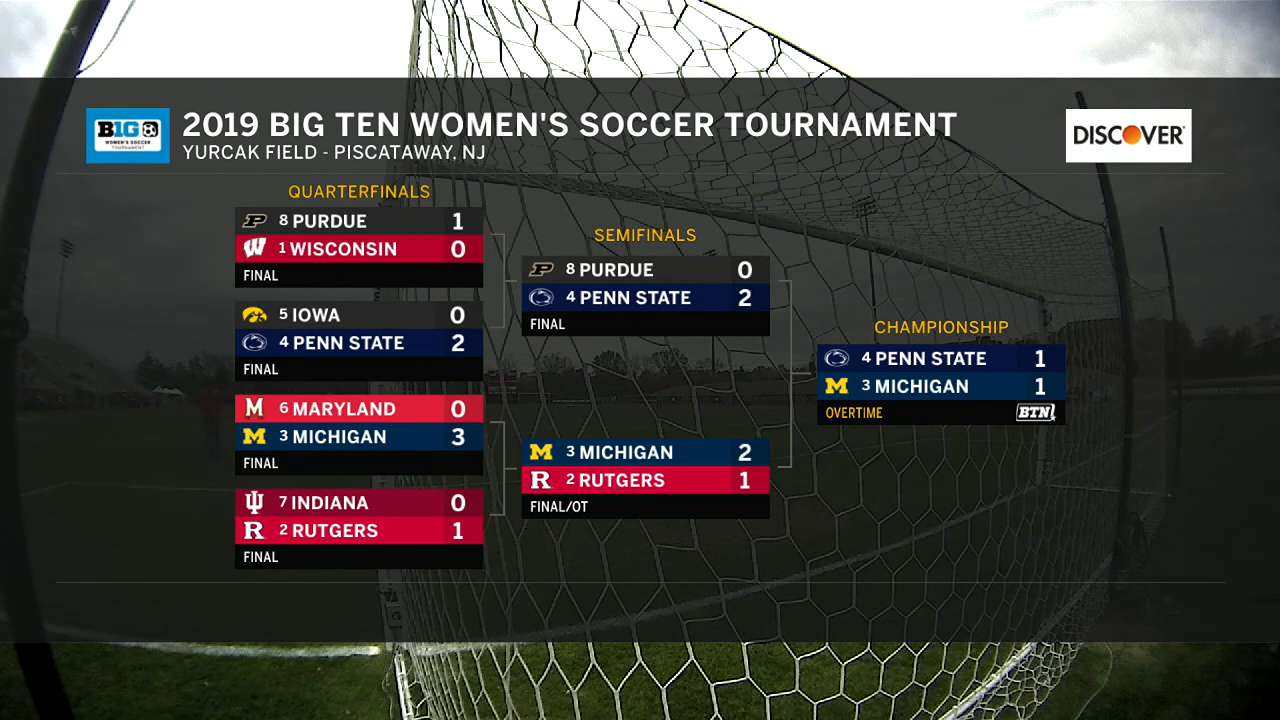 BIG
WOMEN'S SOCCER
TOURNAMENT
2019 BIG TEN WOMEN'S SOCCER TOURNAMENT
YURCAK FIELD - PISCATAWAY, NJ
DISCOVER
QUARTERFINALS
P 8 PURDUE 1
W 1 WISCONSIN 0
FINAL
5 IOWA 0
4 PENN STATE 2
FINAL
M 6 MARYLAND 0
M 3 MICHIGAN 3
FINAL
IU 7 INDIANA 0
R 2 RUTGERS 1
FINAL
SEMIFINALS
P 8 PURDUE 0
4 PENN STATE 2
FINAL
M 3 MICHIGAN 2
R 2 RUTGERS 1
FINAL/OT
CHAMPIONSHIP
4 PENN STATE 1
M 3 MICHIGAN 1
OVERTIME BTN